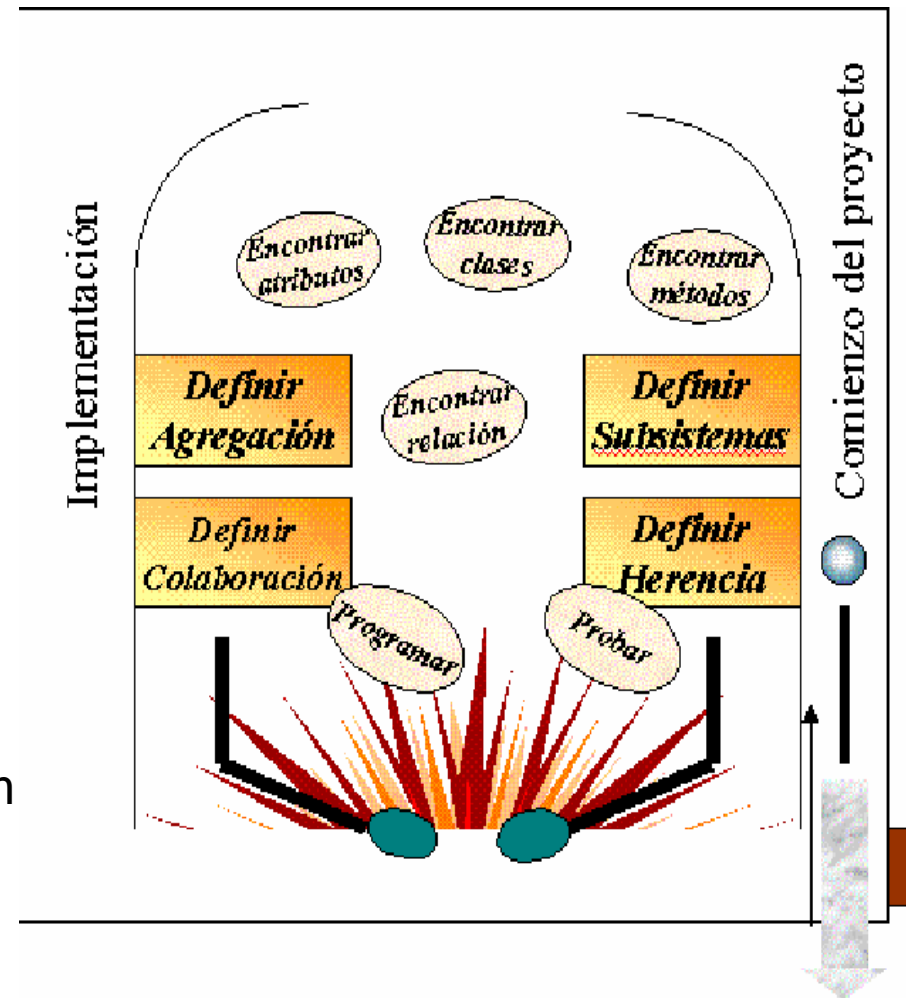 Implementación
Comienzo del proyecto
Encontrar
atributos
Encontrar
clases
Encontrar
métodos
Definir
Agregación
Encontrar
relación
Definir
Subsistemas
Definir
Colaboración
Definir
Herencia
Programar
Probar
n